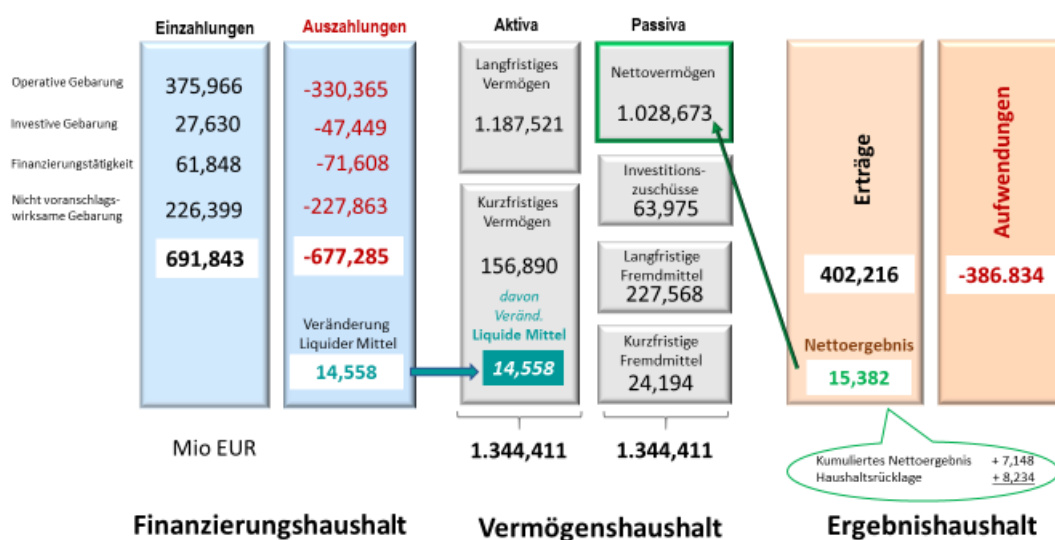 Einzahlungen
Auszahlungen
Operative Gebarung
375,966
-330,365
Investive Gebarung
27,630
-47,449
Finanzierungstätigkeit
61,848
-71,608
Nicht voranschlags-
wirksame Gebarung
226,399
-227,863
691,843
-677,285
Veränderung
Liquider Mittel
14,558
Mio EUR
Finanzierungshaushalt
Aktiva
Passiva
Langfristiges
Vermögen
1.187,521
Kurzfristiges
Vermögen
156,890
davon
Veränd.
Liquide Mittel
14,558
1.344,411
Nettovermögen
1.028,673
Investitions-
zuschüsse
63,975
Langfristige
Fremdmittel
227,568
Kurzfristige
Fremdmittel
24,194
1.344,411
Vermögenshaushalt
Erträge
402,216
Nettoergebnis
15,382
Aufwendungen
-386.834
Kumuliertes Nettoergebnis + 7,148
Haushaltsrücklage + 8,234
Ergebnishaushalt